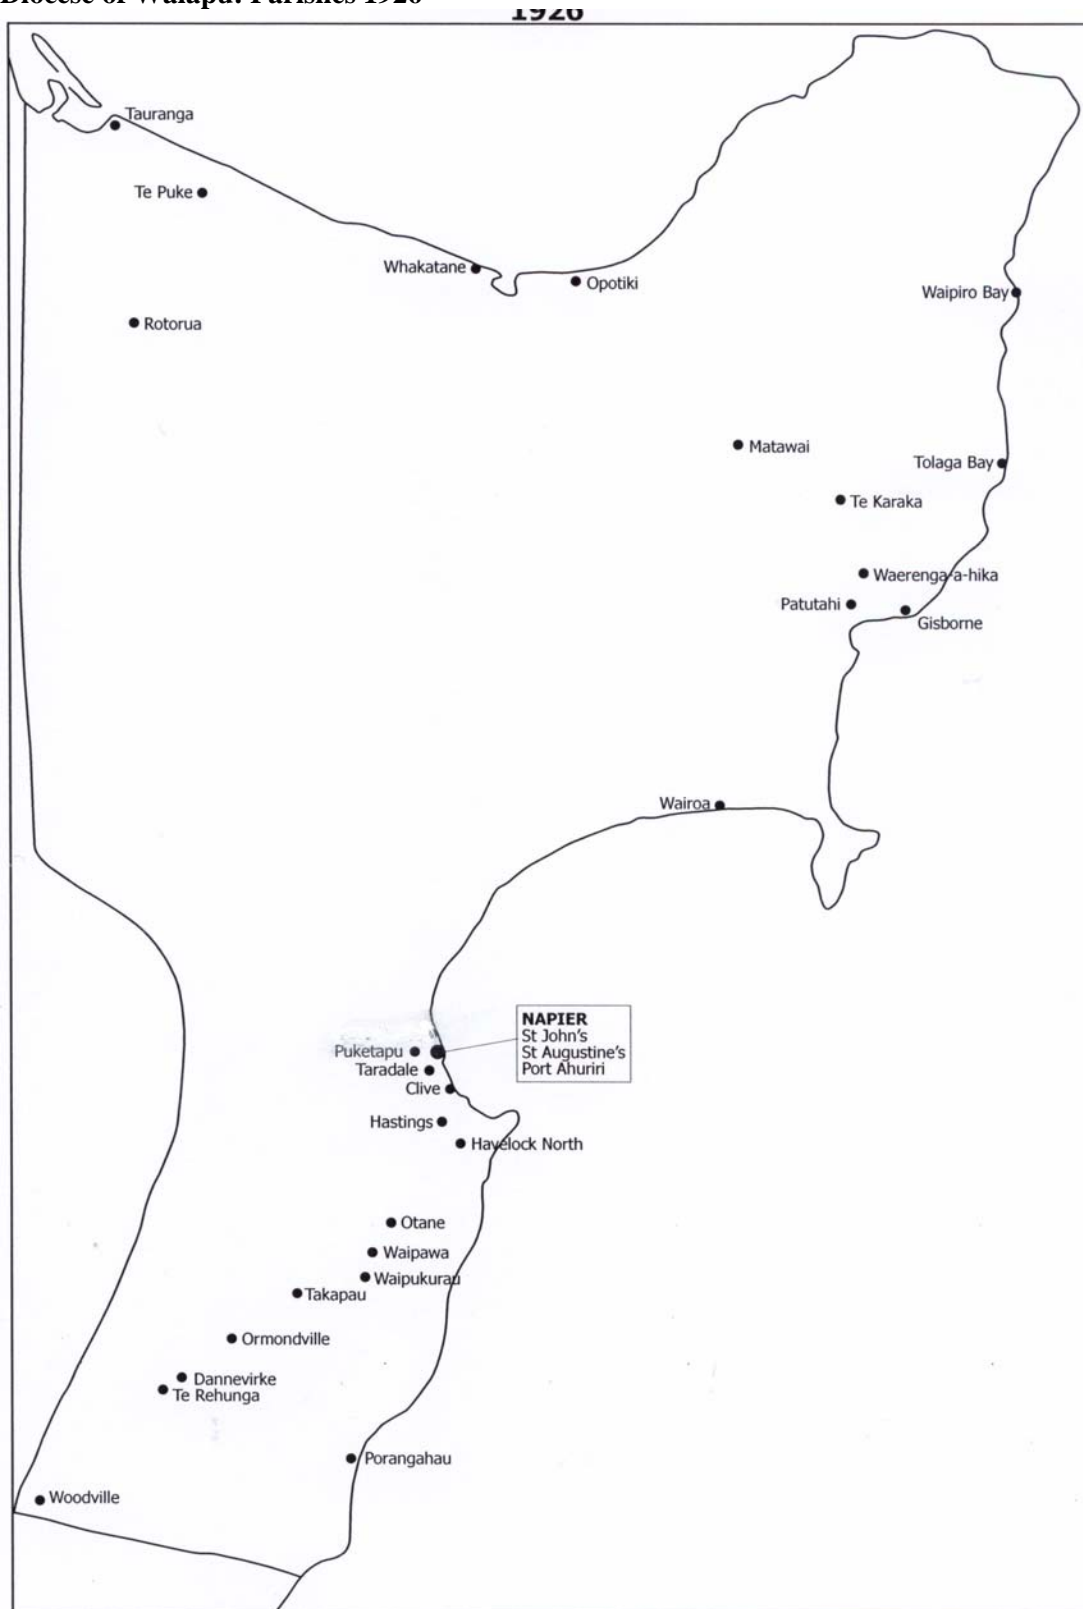 Diocese of Waiapu: Parishes 1926
1926
Tauranga
Te Puke
Whakatane
Opotiki
Waipiro Bay
Rotorua
Matawai
Tolaga Bay
Te Karaka
Waerenga-a-hika
Patutahi
Gisborne
Wairoa
NAPIER
St John's
St Augustine's
Port Ahuriri
Puketapu
Taradale
Clive
Hastings
Havelock North
Otane
Waipawa
Waipukurau
Takapau
Ormondville
Dannevirke
Te Rehunga
Porangahau
Woodville